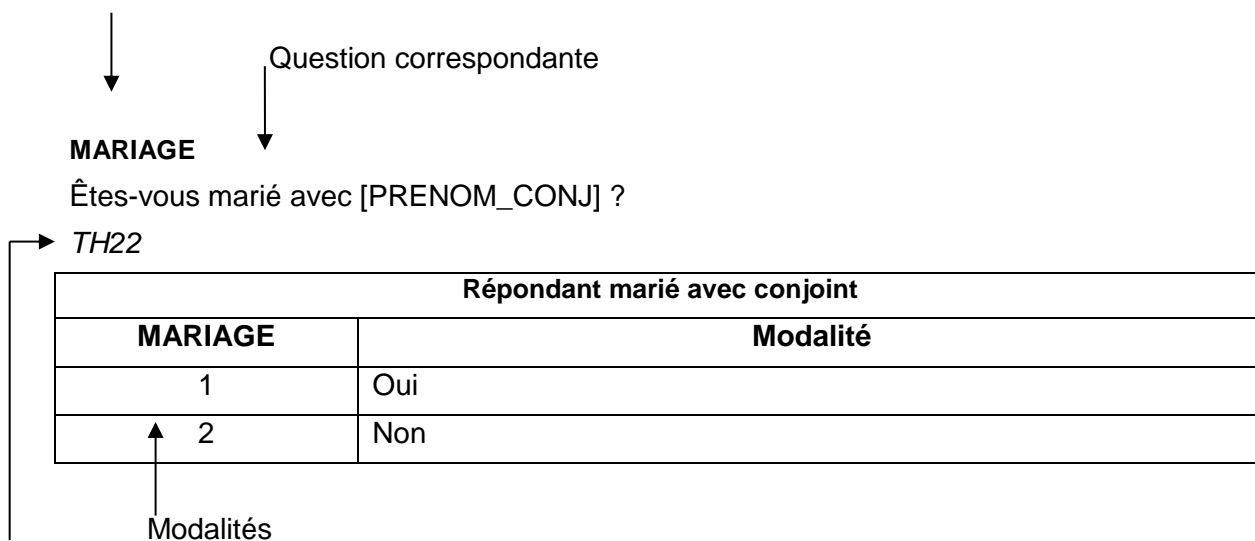 Question correspondante
MARIAGE
Êtes-vous marié avec [PRENOM_CONJ] ?
TH22
Répondant marié avec conjoint
MARIAGE Modalité
1 Oui
2 Non
Modalités